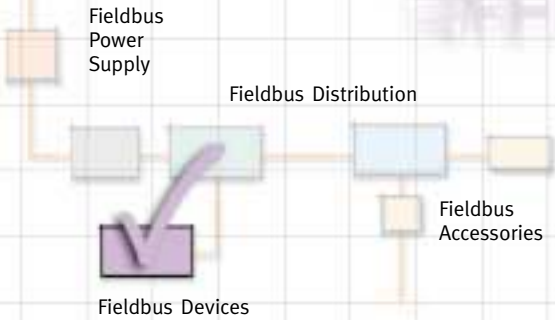 Fieldbus
Power
Supply
Fieldbus Distribution
Fieldbus
Accessories
Fieldbus Devices